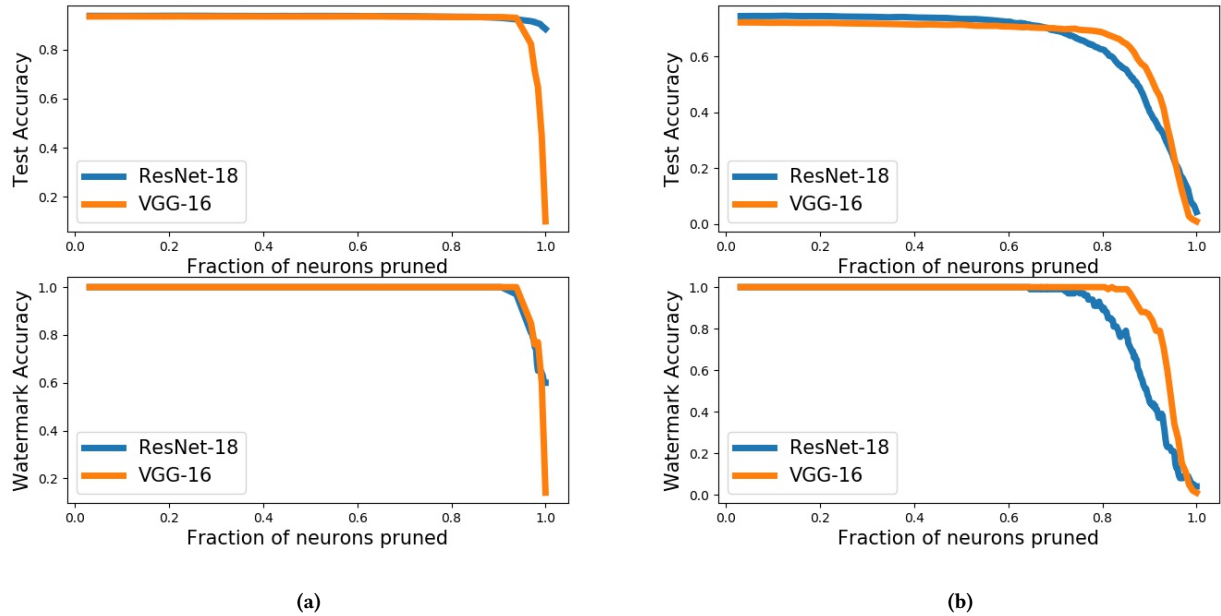 Test Accuracy
0.8
0.6
0.4
0.2
ResNet-18
VGG-16
0.0 0.2 0.4 0.6 0.8 1.0
Fraction of neurons pruned
Watermark Accuracy
1.0
0.8
0.6
0.4
0.2
ResNet-18
VGG-16
0.0 0.2 0.4 0.6 0.8 1.0
Fraction of neurons pruned
(a)
Test Accuracy
0.6
0.4
0.2
0.0
ResNet-18
VGG-16
0.0 0.2 0.4 0.6 0.8 1.0
Fraction of neurons pruned
Watermark Accuracy
1.0
0.8
0.6
0.4
0.2
0.0
ResNet-18
VGG-16
0.0 0.2 0.4 0.6 0.8 1.0
Fraction of neurons pruned
(b)